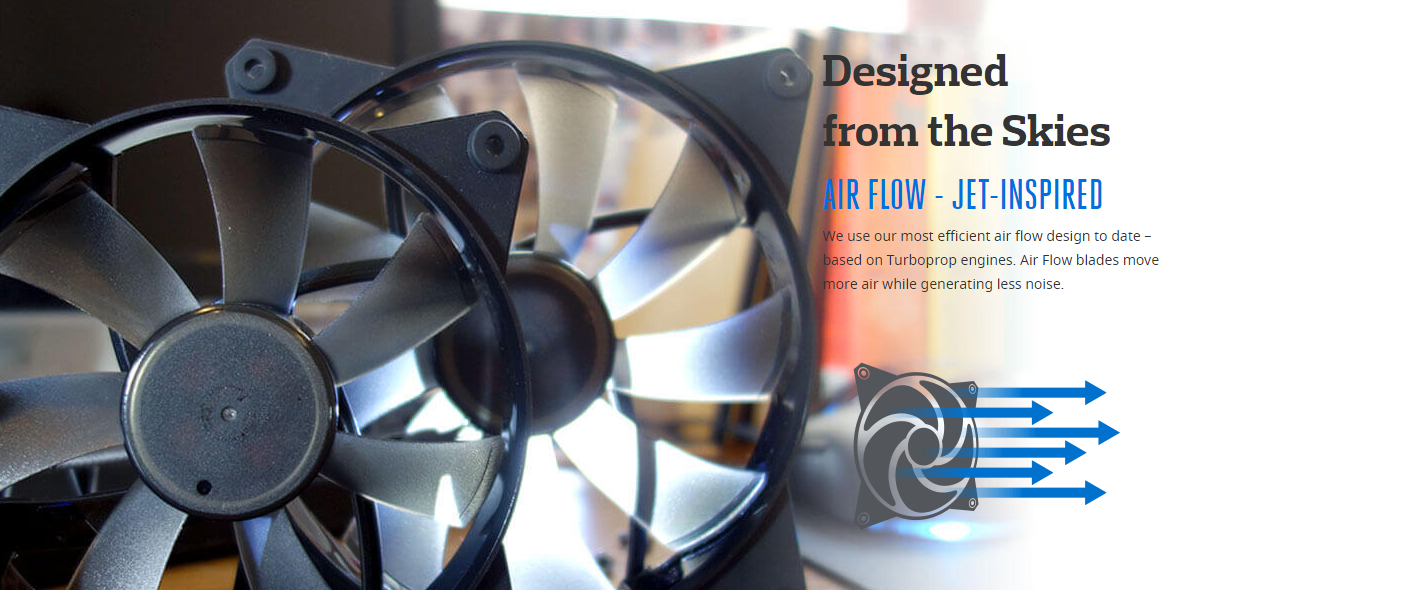 Designed
from the Skies
AIR FLOW - JET-INSPIRED
We use our most efficient air flow design to date –
based on Turboprop engines. Air Flow blades move
more air while generating less noise.